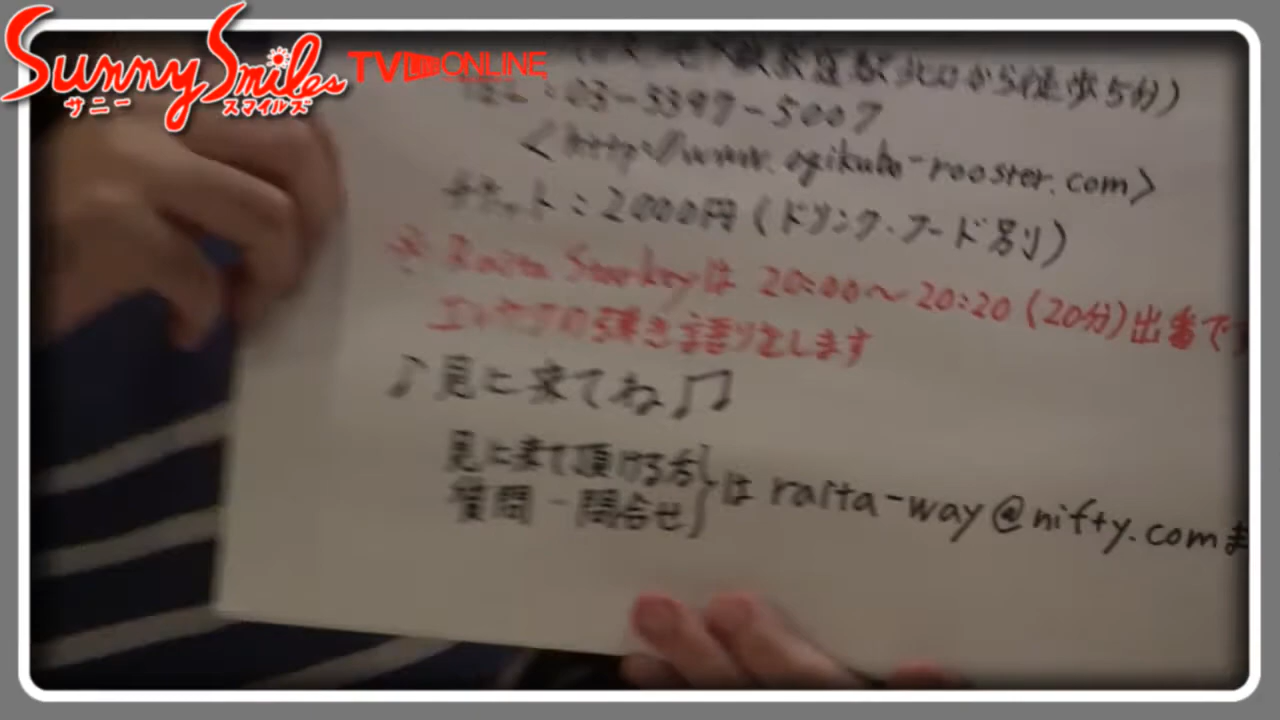 Sunny Smiles TV LIVE ONLINE
サニー スマイルズ
駅北口から徒歩5分)
TEL:03-5347-5007
<http://www.ogikubo-rooster.com>
チケット:2000円(ドリンク・フード別)
※ Raita Starkeyは 20:00〜20:20(20分)出番で
エレキでの弾き語りをします
♪見に来てね♫
見に来て頂ける方
質問・問合せ
は raita-way@nifty.com ま